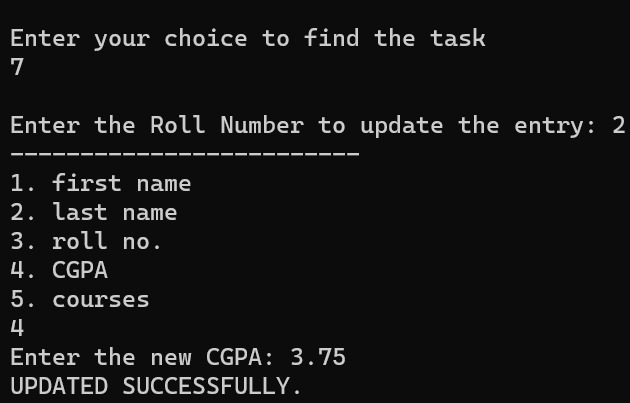 Enter your choice to find the task
7
Enter the Roll Number to update the entry: 2
-------------------------
1. first name
2. last name
3. roll no.
4. CGPA
5. courses
4
Enter the new CGPA: 3.75
UPDATED SUCCESSFULLY.